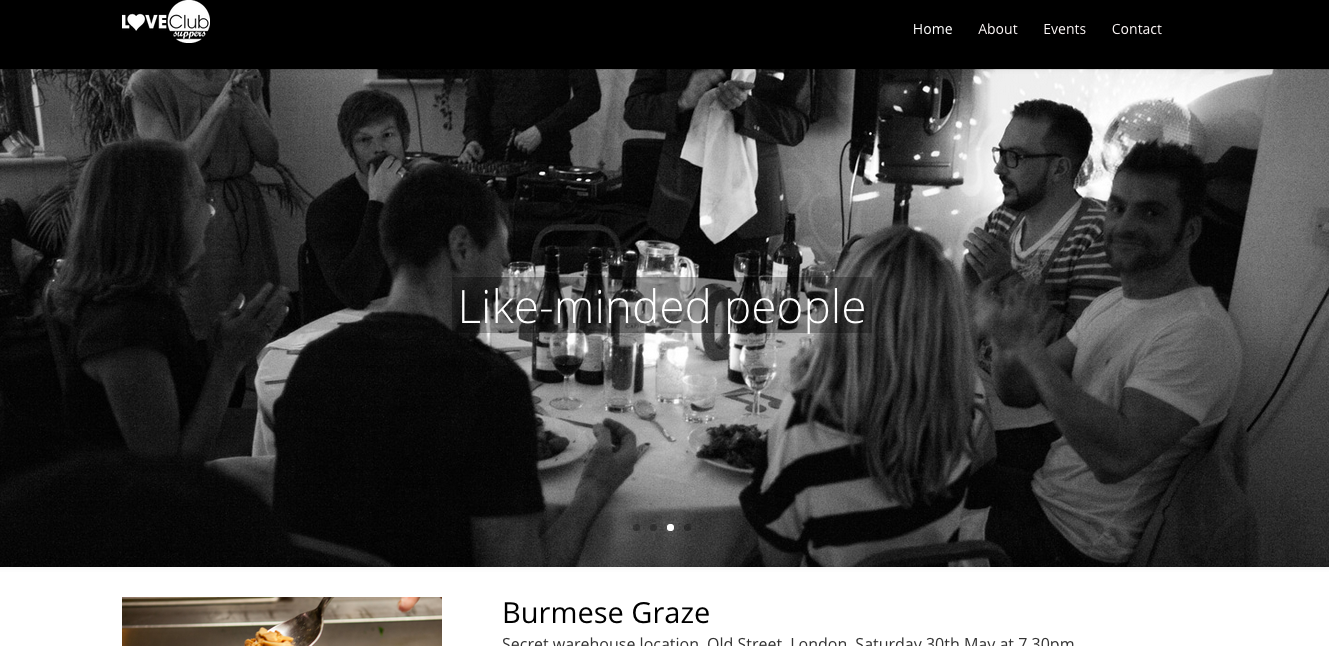 LOVE Club
suppers
Home About Events Contact
Like-minded people
Burmese Graze
Secret warehouse location, Old Street, London, Saturday 30th May at 7.30pm